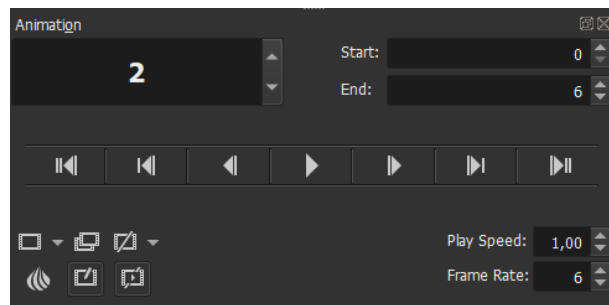 Animation
Start: 0
2
End: 6
Play Speed: 1,00
Frame Rate: 6